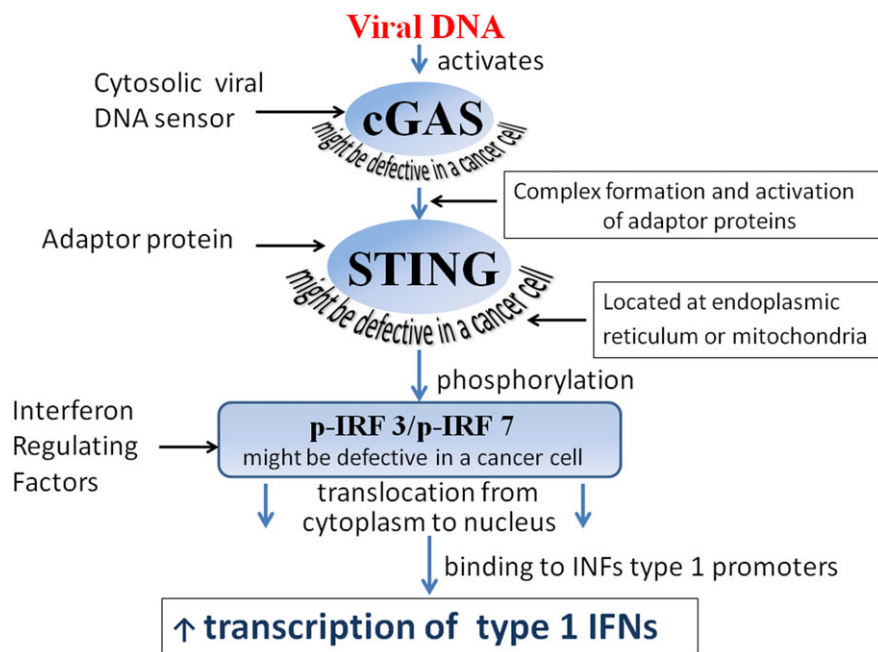 Viral DNA
activates
Cytosolic viral
DNA sensor
cGAS
might be defective in a cancer cell
Complex formation and activation
of adaptor proteins
Adaptor protein
STING
might be defective in a cancer cell
Located at endoplasmic
reticulum or mitochondria
phosphorylation
Interferon
Regulating
Factors
p-IRF 3/p-IRF 7
might be defective in a cancer cell
translocation from
cytoplasm to nucleus
binding to INFs type 1 promoters
↑ transcription of type 1 IFNs